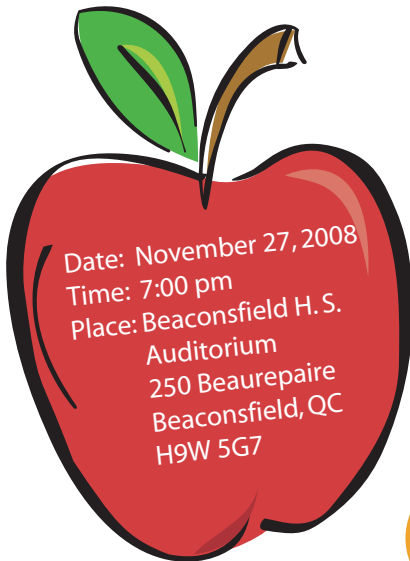 Date: November 27, 2008
Time: 7:00 pm
Place: Beaconsfield H. S.
Auditorium
250 Beaurepaire
Beaconsfield, QC
H9W 5G7